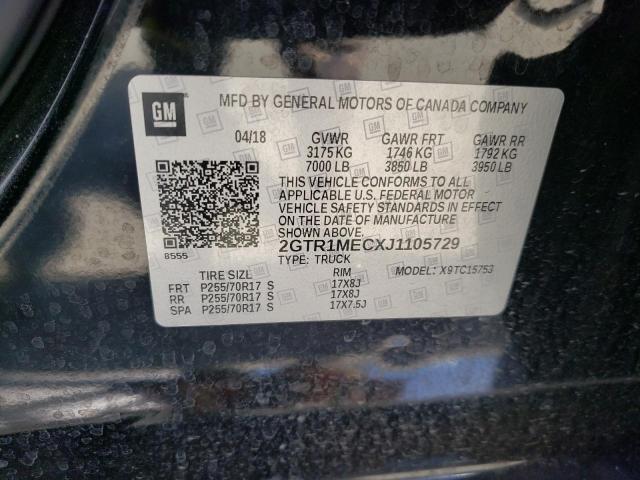 GM
MFD BY GENERAL MOTORS OF CANADA COMPANY
04/18 GVWR GAWR FRT GAWR RR
3175 KG 1746 KG 1792 KG
7000 LB 3850 LB 3950 LB
THIS VEHICLE CONFORMS TO ALL
APPLICABLE U.S. FEDERAL MOTOR
VEHICLE SAFETY STANDARDS IN EFFECT
ON THE DATE OF MANUFACTURE
SHOWN ABOVE.
8555 2GTR1MECXJ1105729
TYPE: TRUCK MODEL: X9TC15753
TIRE SIZE RIM
FRT P255/70R17 S 17X8J
RR P255/70R17 S 17X8J
SPA P255/70R17 S 17X7.5J